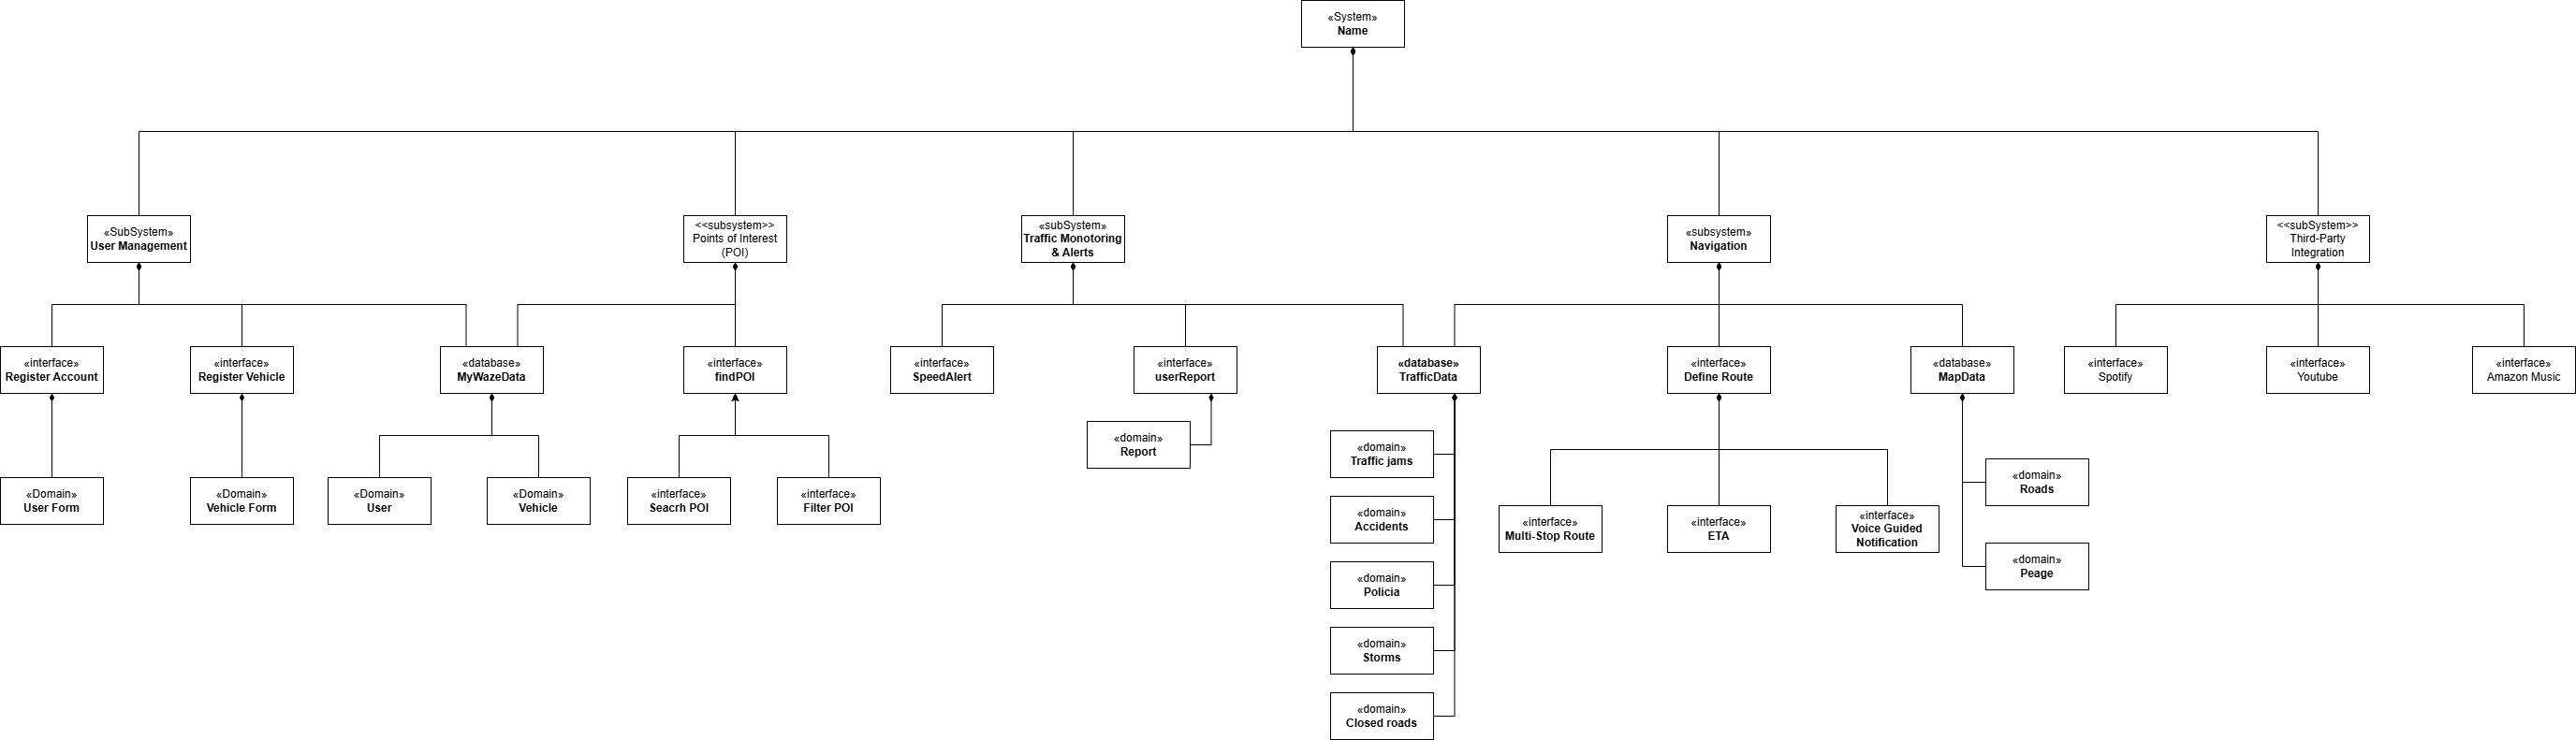 «System»
Name
«SubSystem»
User Management
<<subsystem>>
Points of Interest
(POI)
«subSystem»
Traffic Monotoring
& Alerts
«subsystem»
Navigation
<<subSystem>>
Third-Party
Integration
«interface»
Register Account
«interface»
Register Vehicle
«database»
MyWazeData
«interface»
findPOI
«interface»
SpeedAlert
«interface»
userReport
«database»
TrafficData
«interface»
Define Route
«database»
MapData
«interface»
Spotify
«interface»
Youtube
«interface»
Amazon Music
«domain»
Report
«domain»
Traffic jams
«domain»
Roads
«Domain»
User Form
«Domain»
Vehicle Form
«Domain»
User
«Domain»
Vehicle
«interface»
Seacrh POI
«interface»
Filter POI
«domain»
Accidents
«interface»
Multi-Stop Route
«interface»
ETA
«interface»
Voice Guided
Notification
«domain»
Peage
«domain»
Policia
«domain»
Storms
«domain»
Closed roads